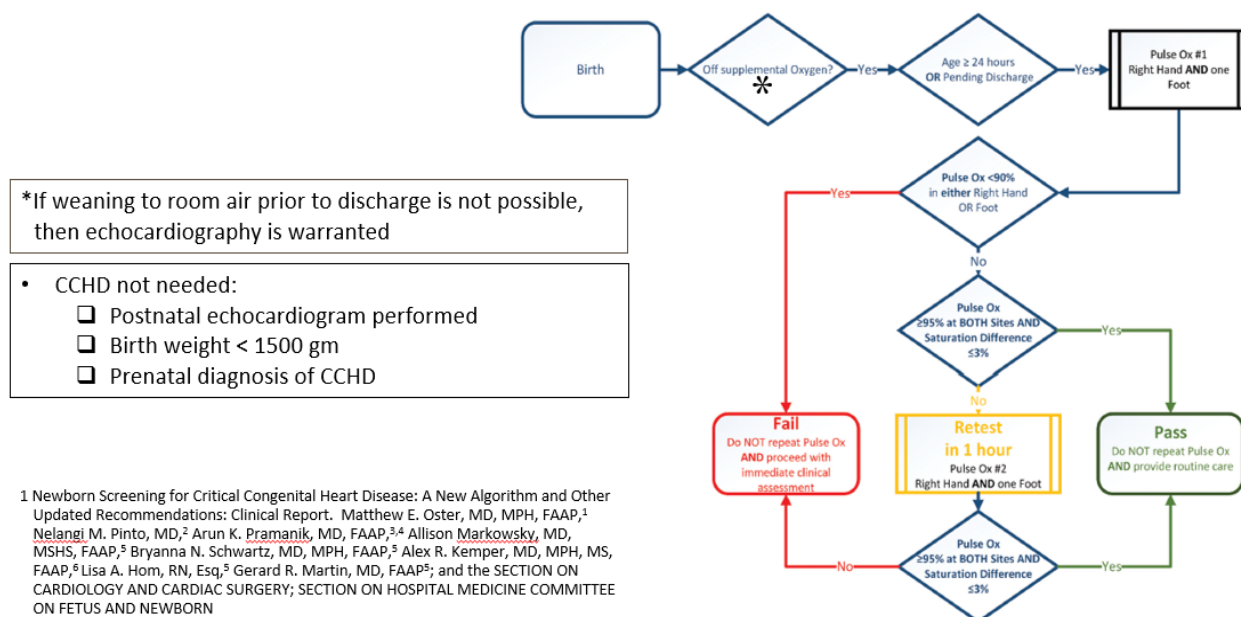 Birth
Off supplemental Oxygen?
*
Yes
Age ≥ 24 hours
OR Pending Discharge
Yes
Pulse Ox #1
Right Hand AND one
Foot
Pulse Ox <90%
in either Right Hand
OR Foot
Yes
No
Pulse Ox
≥95% at BOTH Sites AND
Saturation Difference
≤3%
Yes
No
Fail
Do NOT repeat Pulse Ox
AND proceed with
immediate clinical
assessment
Retest
in 1 hour
Pulse Ox #2
Right Hand AND one Foot
Pass
Do NOT repeat Pulse Ox
AND provide routine care
Pulse Ox
≥95% at BOTH Sites AND
Saturation Difference
≤3%
No
Yes
*If weaning to room air prior to discharge is not possible,
then echocardiography is warranted
• CCHD not needed:
❑ Postnatal echocardiogram performed
❑ Birth weight < 1500 gm
❑ Prenatal diagnosis of CCHD
1 Newborn Screening for Critical Congenital Heart Disease: A New Algorithm and Other
Updated Recommendations: Clinical Report. Matthew E. Oster, MD, MPH, FAAP,¹
Nelangi M. Pinto, MD,² Arun K. Pramanik, MD, FAAP,³,⁴ Allison Markowsky, MD,
MSHS, FAAP,⁵ Bryanna N. Schwartz, MD, MPH, FAAP,⁵ Alex R. Kemper, MD, MPH, MS,
FAAP,⁶ Lisa A. Hom, RN, Esq,⁵ Gerard R. Martin, MD, FAAP⁵; and the SECTION ON
CARDIOLOGY AND CARDIAC SURGERY; SECTION ON HOSPITAL MEDICINE COMMITTEE
ON FETUS AND NEWBORN